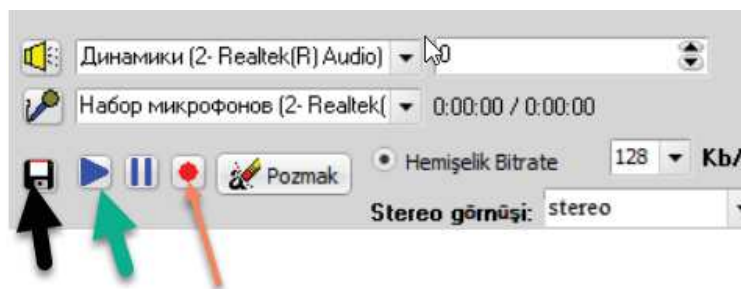 Динамики (2- Realtek(R) Audio) 0
Набор микрофонов (2- Realtek( 0:00:00 / 0:00:00
Pozmak Hemişelik Bitrate 128 Kb/
Stereo görnüşi: stereo